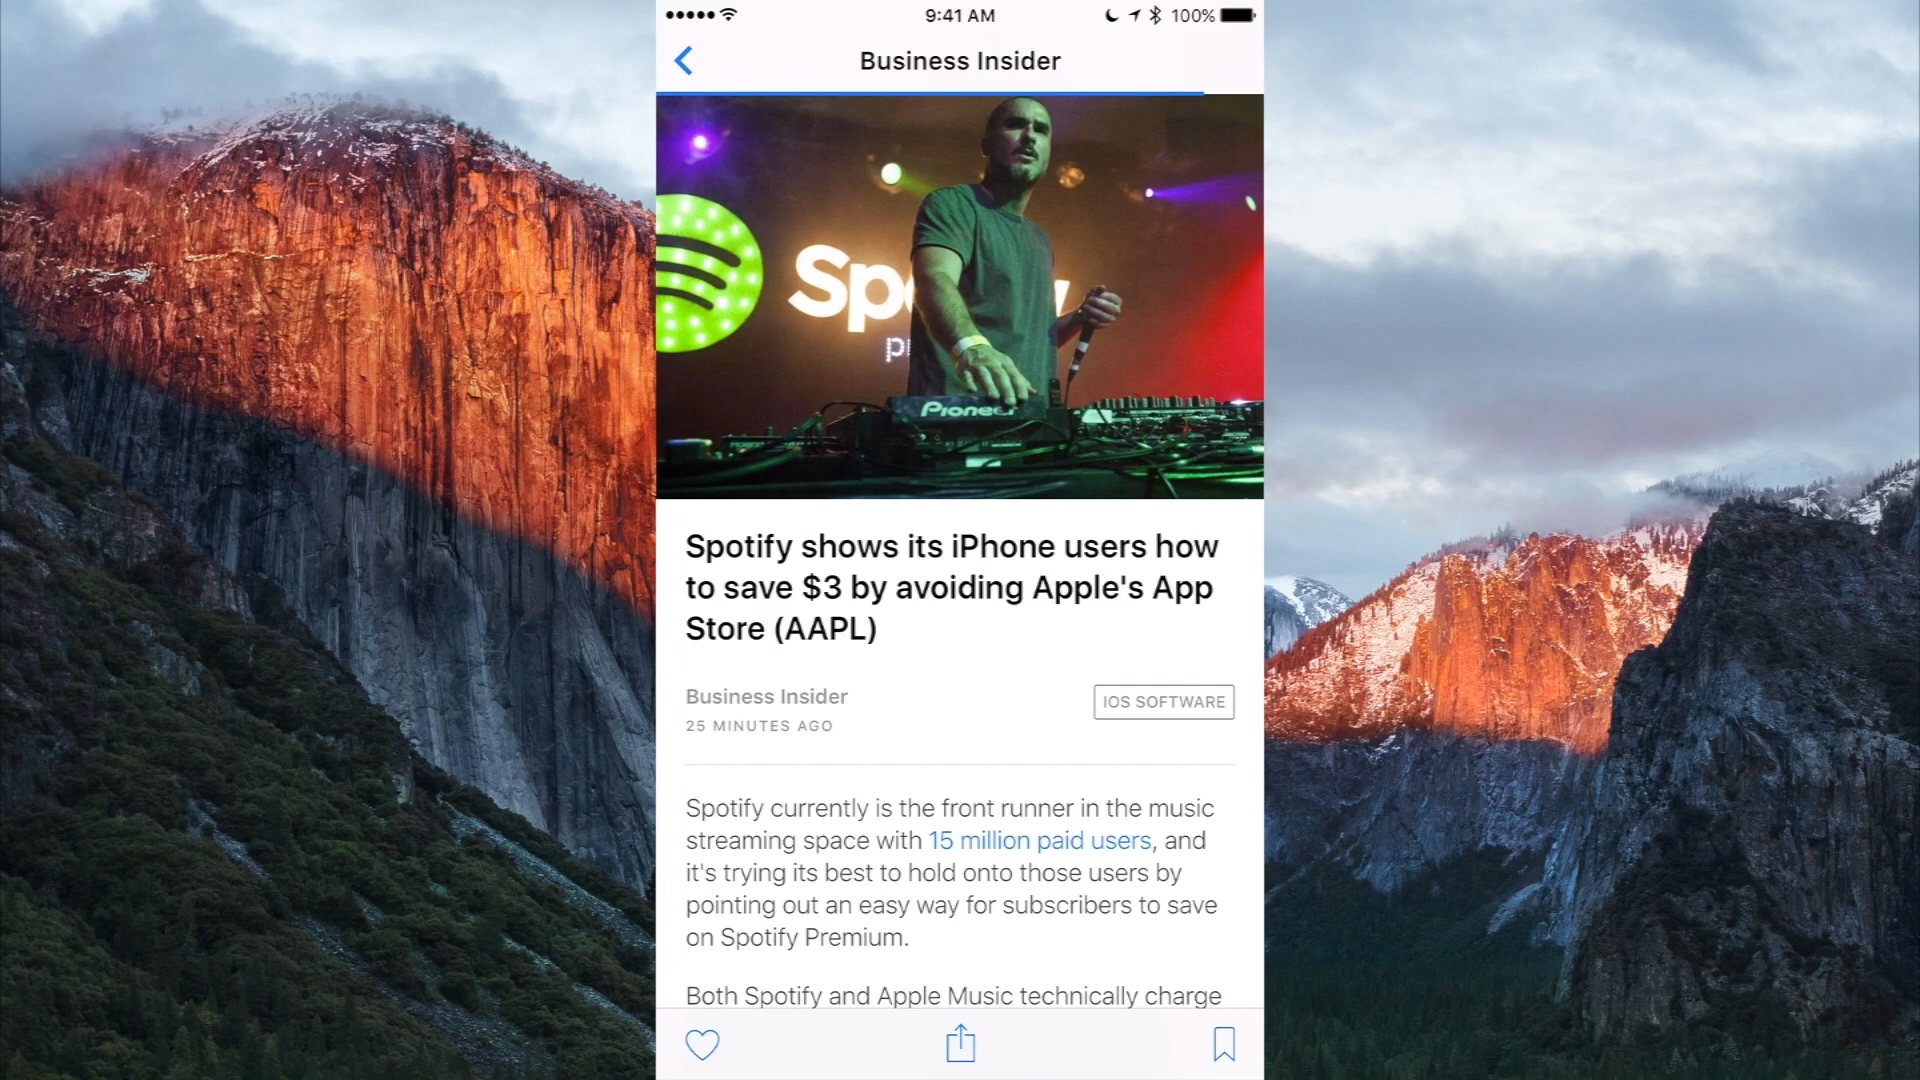 9:41 AM
100%
Business Insider
Pioneer
Spotify shows its iPhone users how
to save $3 by avoiding Apple's App
Store (AAPL)
Business Insider
IOS SOFTWARE
25 MINUTES AGO
Spotify currently is the front runner in the music
streaming space with 15 million paid users, and
it's trying its best to hold onto those users by
pointing out an easy way for subscribers to save
on Spotify Premium.
Both Spotify and Apple Music technically charge